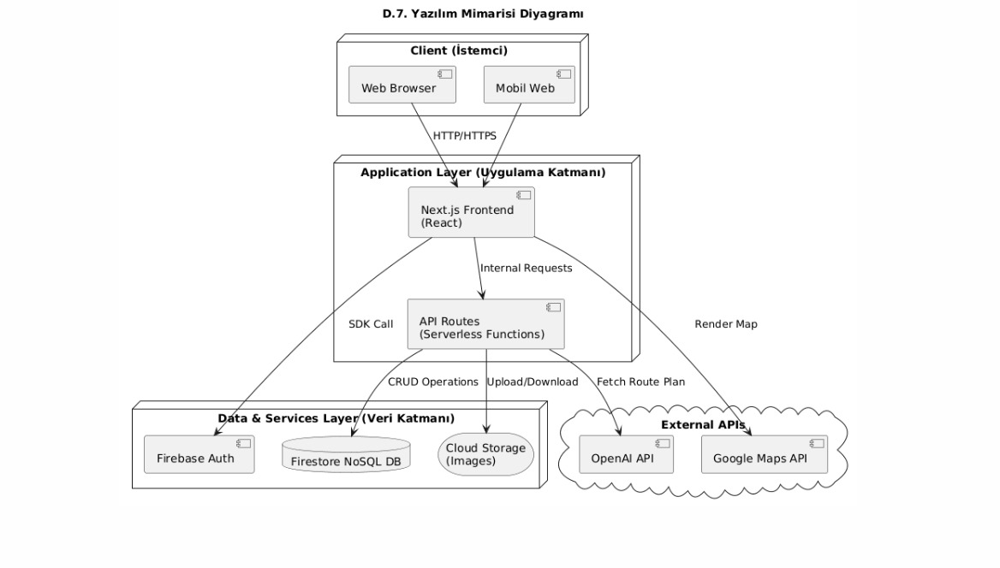 D.7. Yazılım Mimarisi Diyagramı
Client (İstemci)
Web Browser
Mobil Web
HTTP/HTTPS
Application Layer (Uygulama Katmanı)
Next.js Frontend
(React)
Internal Requests
SDK Call
Render Map
API Routes
(Serverless Functions)
CRUD Operations
Upload/Download
Fetch Route Plan
Data & Services Layer (Veri Katmanı)
Firebase Auth
Firestore NoSQL DB
Cloud Storage
(Images)
External APIs
OpenAI API
Google Maps API